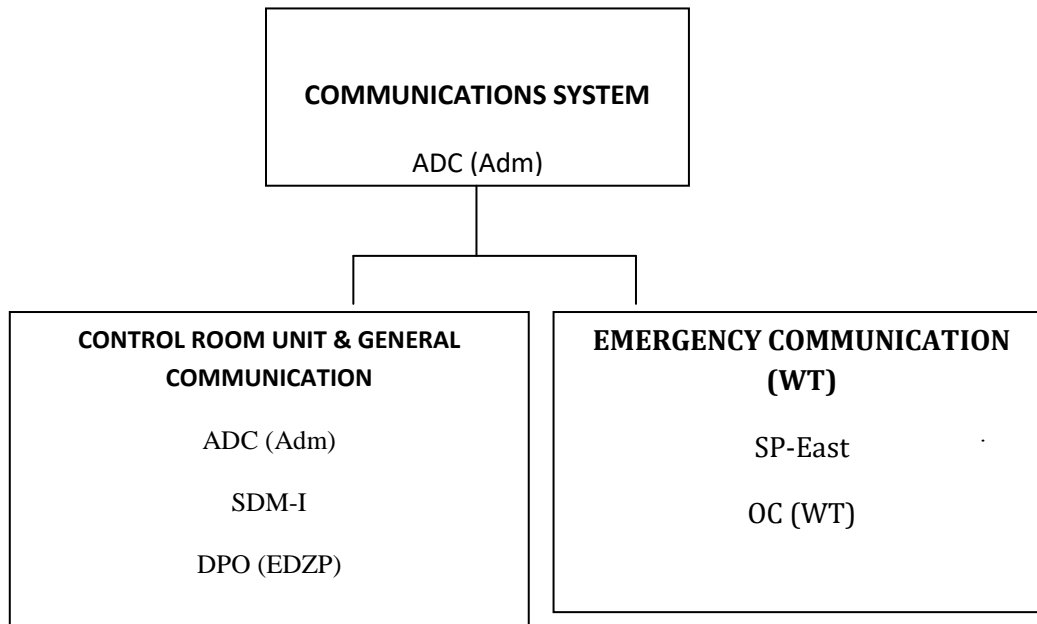 COMMUNICATIONS SYSTEM
ADC (Adm)
CONTROL ROOM UNIT & GENERAL
COMMUNICATION
ADC (Adm)
SDM-I
DPO (EDZP)
EMERGENCY COMMUNICATION
(WT)
SP-East
OC (WT)